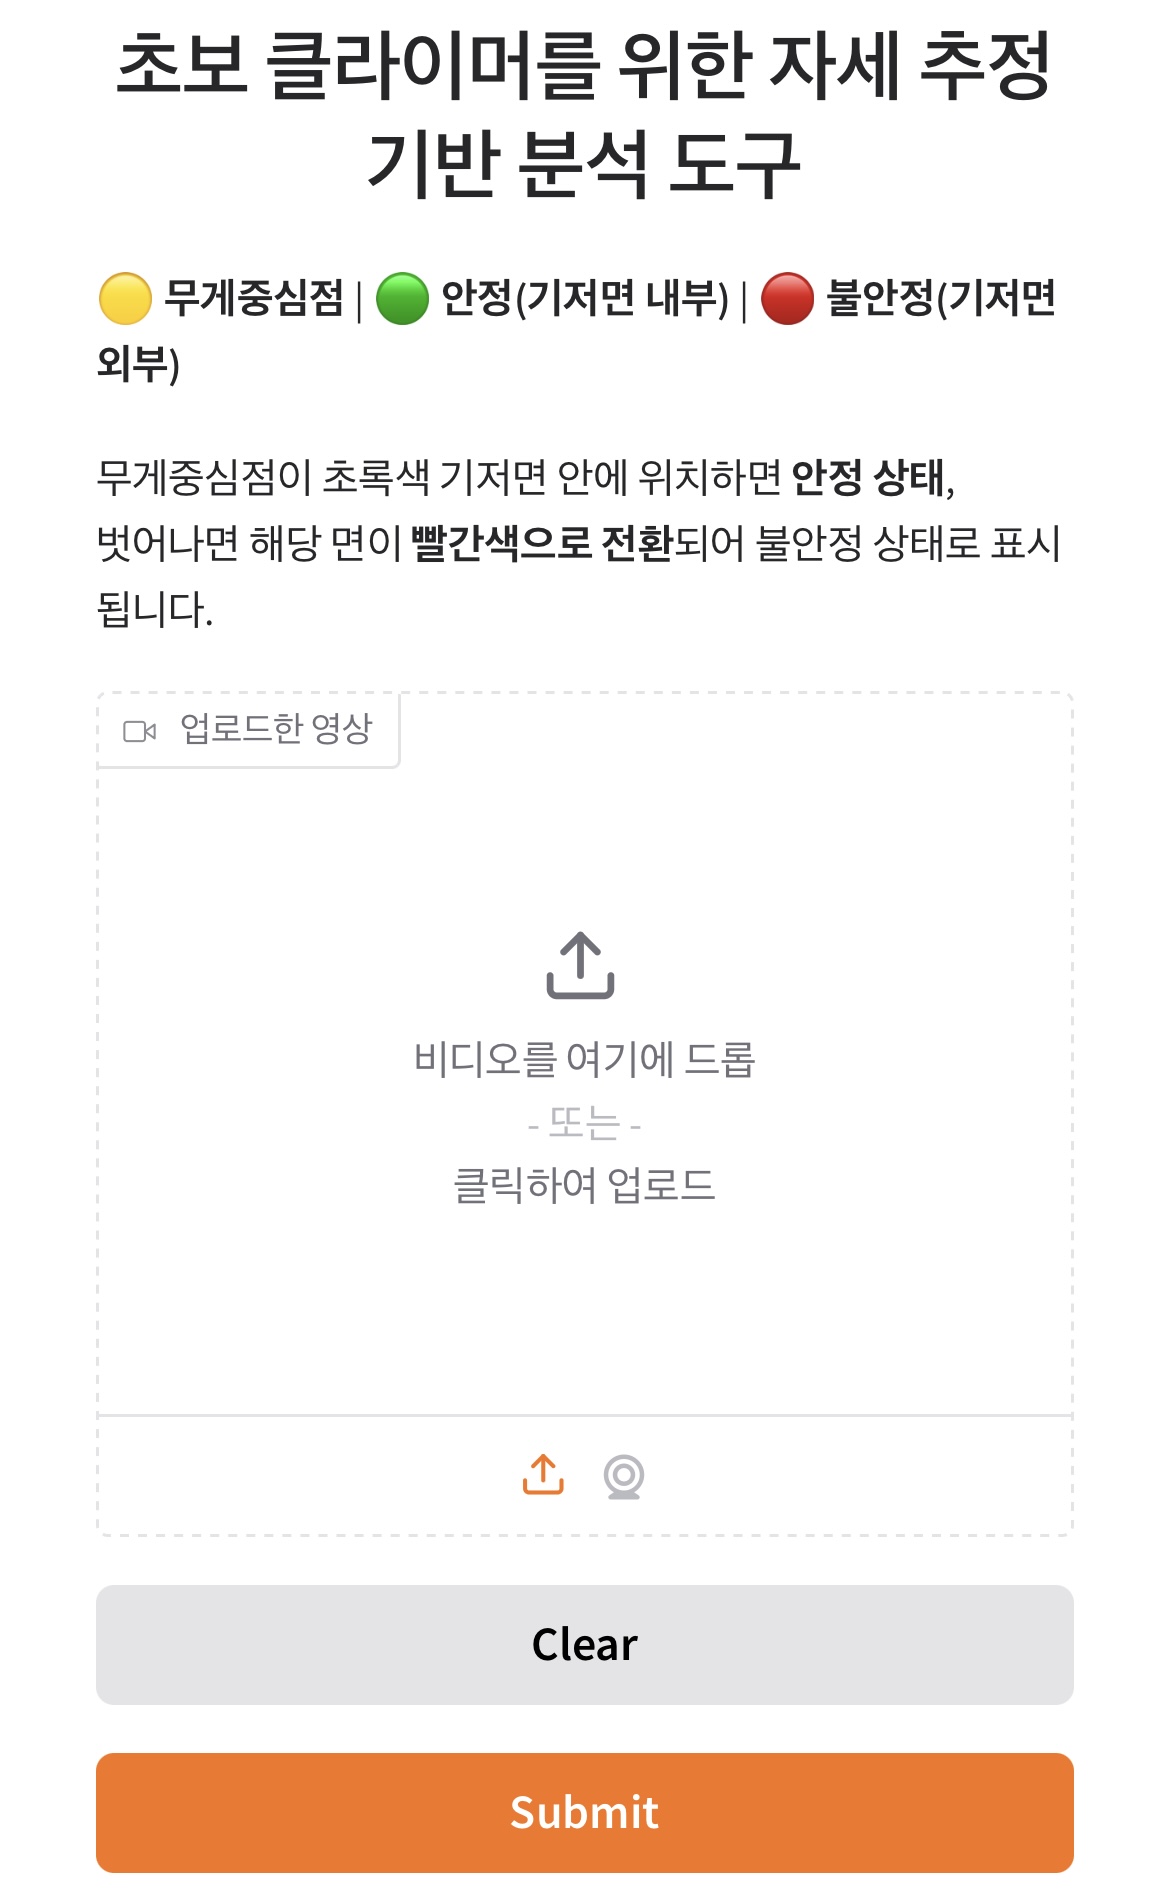 초보 클라이머를 위한 자세 추정
기반 분석 도구
무게중심점 | 안정(기저면 내부) | 불안정(기저면
외부)
무게중심점이 초록색 기저면 안에 위치하면 안정 상태,
벗어나면 해당 면이 빨간색으로 전환되어 불안정 상태로 표시
됩니다.
업로드한 영상
비디오를 여기에 드롭
- 또는 -
클릭하여 업로드
Clear
Submit